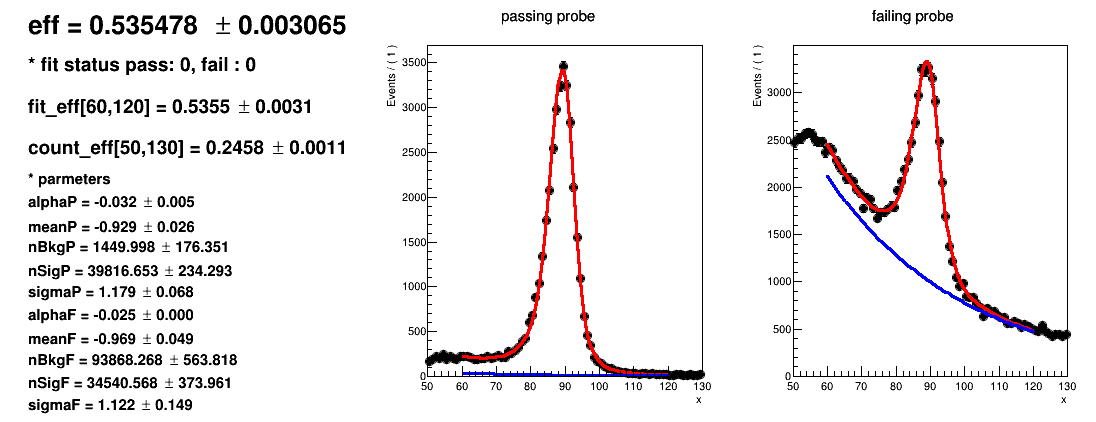 eff = 0.535478 ± 0.003065
* fit status pass: 0, fail : 0
fit_eff[60,120] = 0.5355 ± 0.0031
count_eff[50,130] = 0.2458 ± 0.0011
* parmeters
alphaP = -0.032 ± 0.005
meanP = -0.929 ± 0.026
nBkgP = 1449.998 ± 176.351
nSigP = 39816.653 ± 234.293
sigmaP = 1.179 ± 0.068
alphaF = -0.025 ± 0.000
meanF = -0.969 ± 0.049
nBkgF = 93868.268 ± 563.818
nSigF = 34540.568 ± 373.961
sigmaF = 1.122 ± 0.149
passing probe
Events / ( 1 )
3500
3000
2500
2000
1500
1000
500
0
50 60 70 80 90 100 110 120 130
x
failing probe
Events / ( 1 )
3000
2500
2000
1500
1000
500
0
50 60 70 80 90 100 110 120 130
x